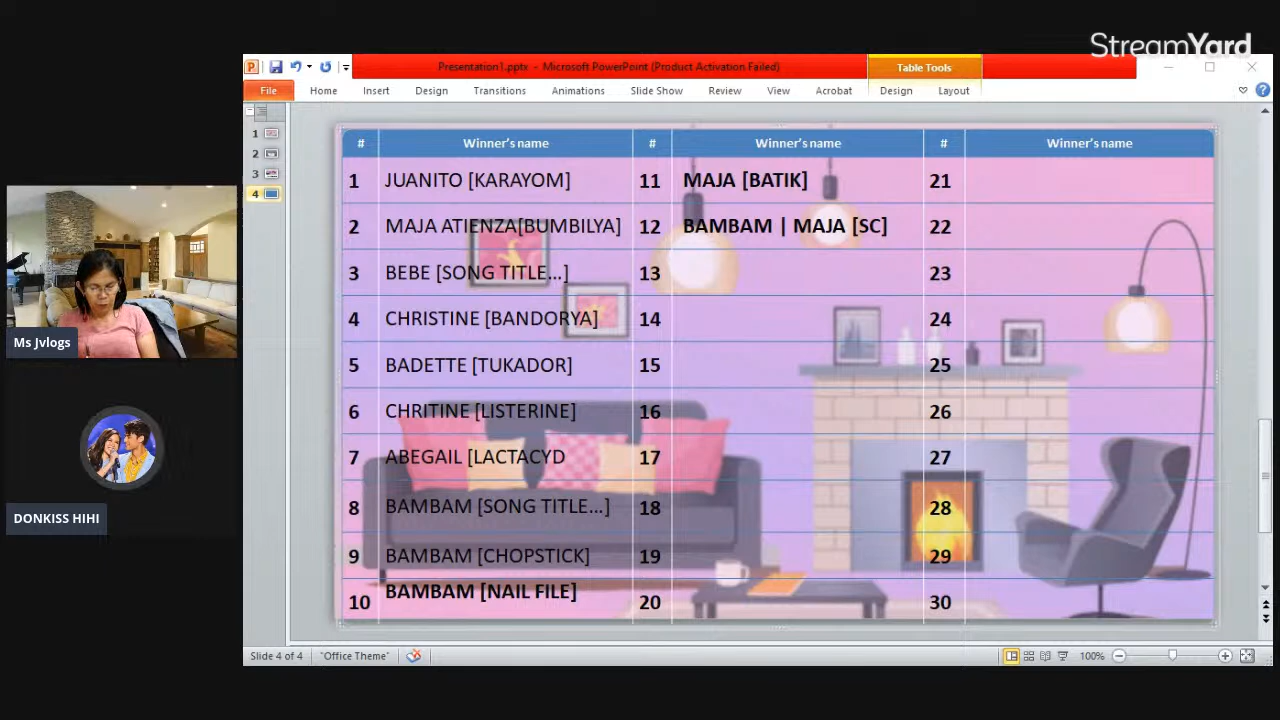 StreamYard
Presentation1.pptx - Microsoft PowerPoint (Product Activation Failed)
Table Tools
File Home Insert Design Transitions Animations Slide Show Review View Acrobat Design Layout
1
2
3
4
# Winner's name # Winner's name # Winner's name
1 JUANITO [KARAYOM] 11 MAJA [BATIK] 21
2 MAJA ATIENZA[BUMBILYA] 12 BAMBAM | MAJA [SC] 22
3 BEBE [SONG TITLE...] 13 23
4 CHRISTINE [BANDORYA] 14 24
5 BADETTE [TUKADOR] 15 25
6 CHRITINE [LISTERINE] 16 26
7 ABEGAIL [LACTACYD 17 27
8 BAMBAM [SONG TITLE...] 18 28
9 BAMBAM [CHOPSTICK] 19 29
10 BAMBAM [NAIL FILE] 20 30
Ms Jvlogs
DONKISS HIHI
Slide 4 of 4 "Office Theme" 100%